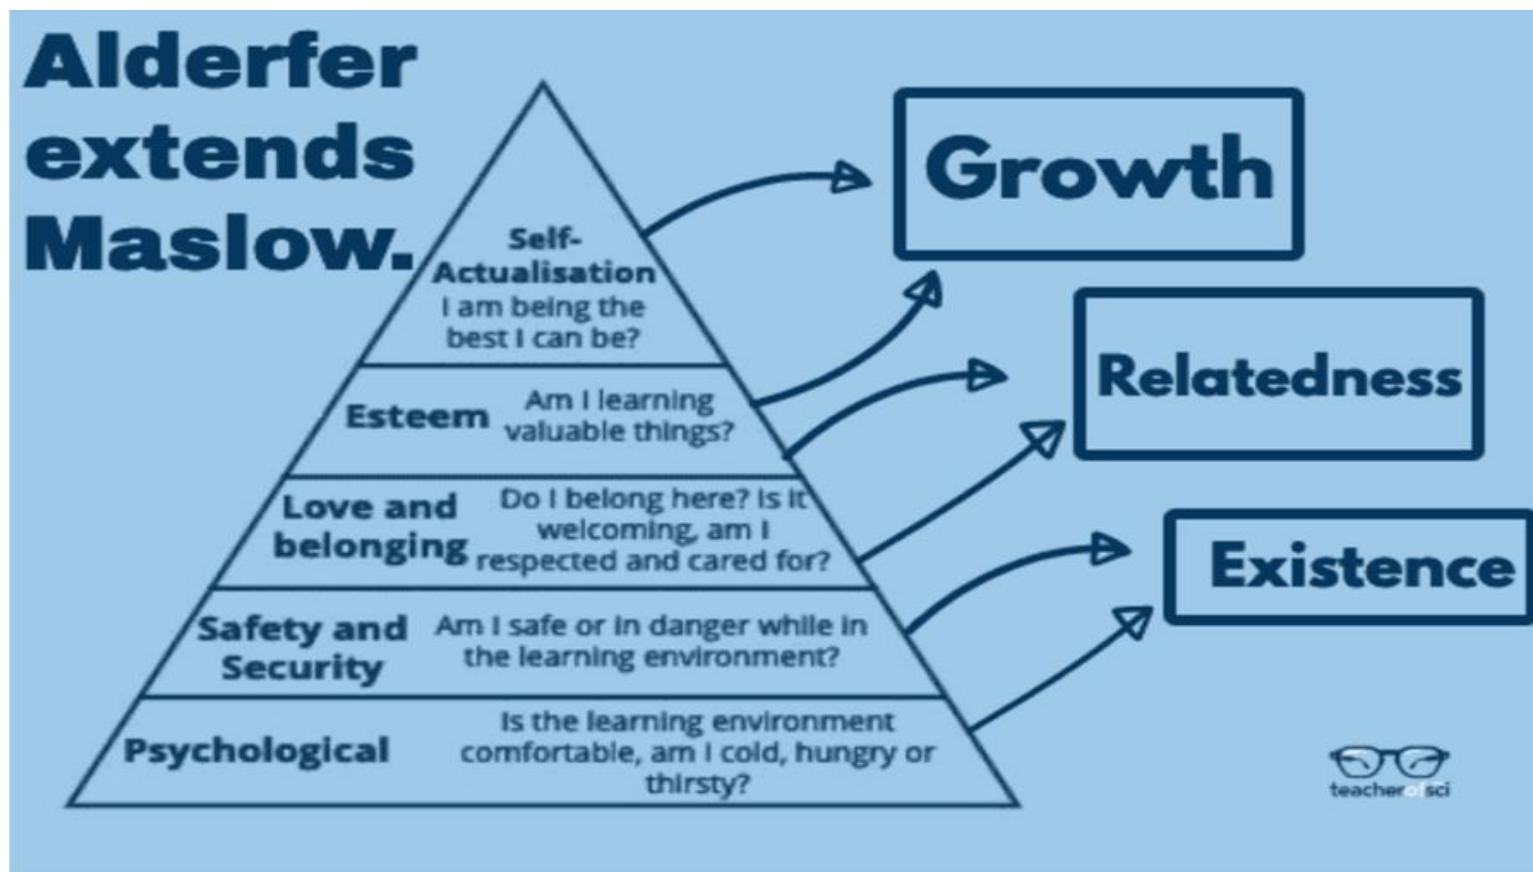 Alderfer
extends
Maslow.
Self-
Actualisation
I am being the
best I can be?
Esteem
Am I learning
valuable things?
Love and
belonging
Do I belong here? Is it
welcoming, am I
respected and cared for?
Safety and
Security
Am I safe or in danger while in
the learning environment?
Psychological
Is the learning environment
comfortable, am I cold, hungry or
thirsty?
Growth
Relatedness
Existence
teacherofsci